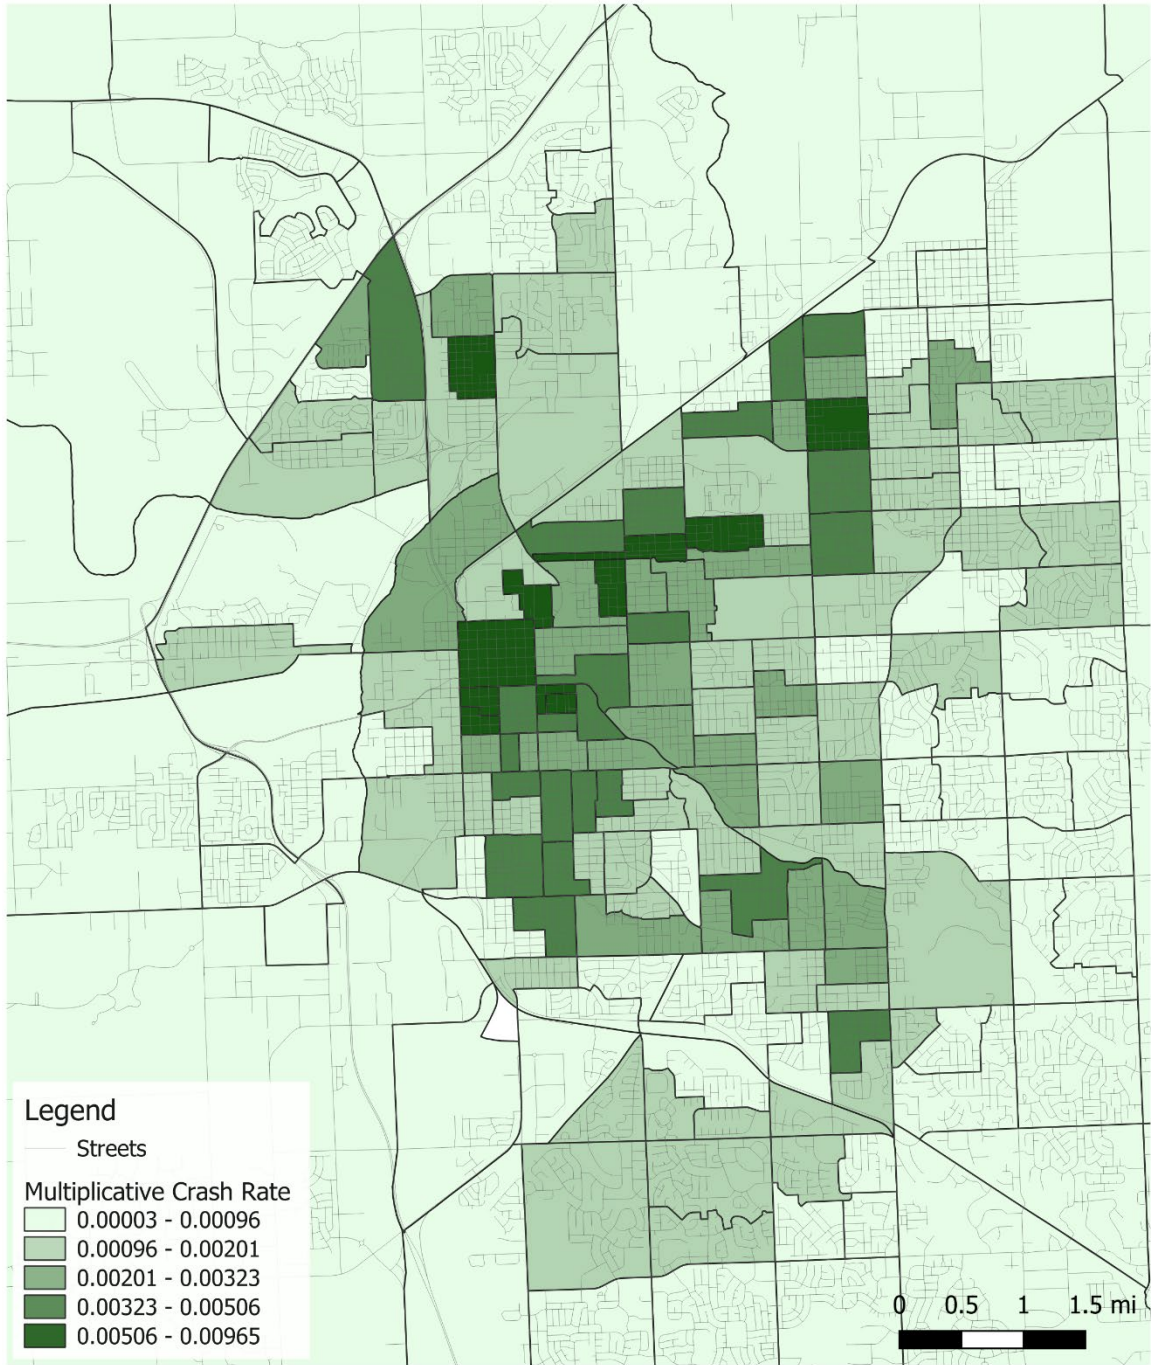 Legend
Streets
Multiplicative Crash Rate
0.00003 - 0.00096
0.00096 - 0.00201
0.00201 - 0.00323
0.00323 - 0.00506
0.00506 - 0.00965
0 0.5 1 1.5 mi